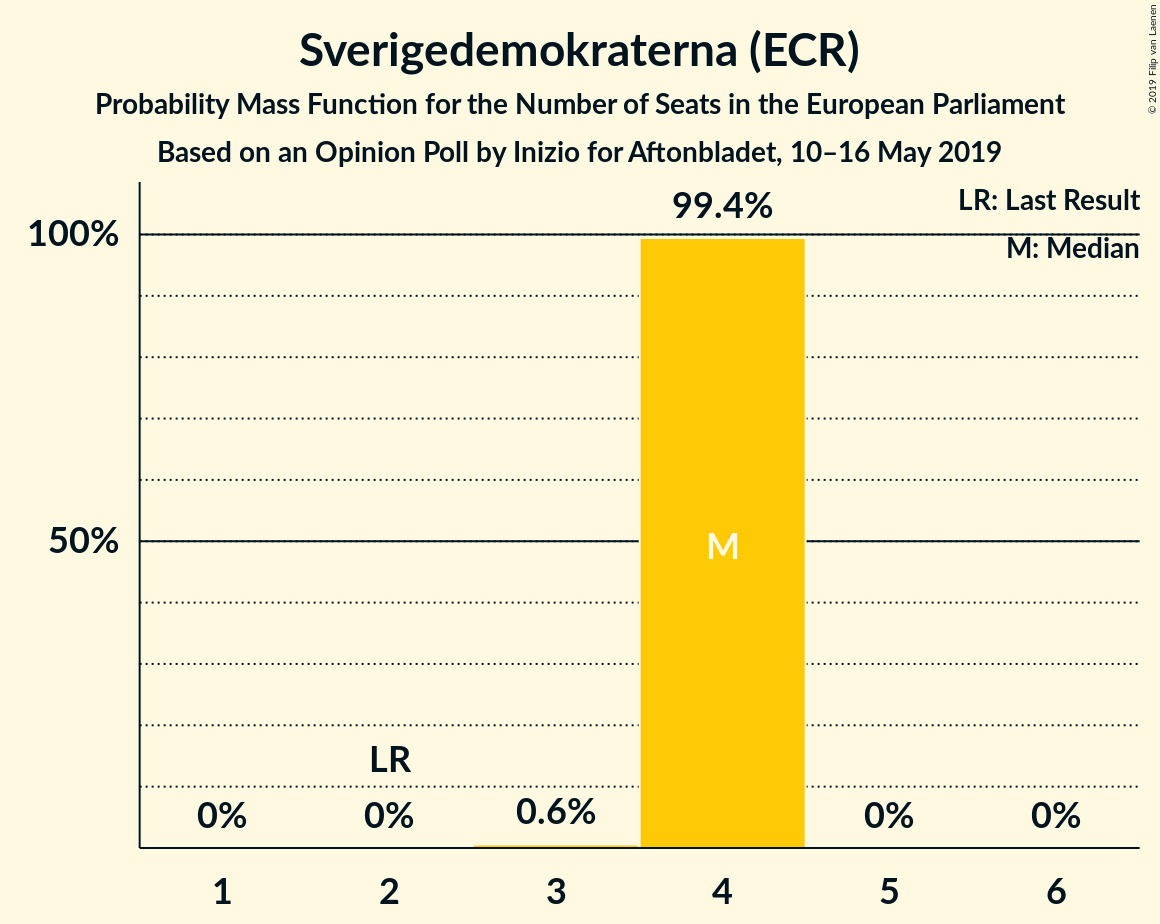 Sverigedemokraterna (ECR)
Probability Mass Function for the Number of Seats in the European Parliament
Based on an Opinion Poll by Inizio for Aftonbladet, 10–16 May 2019
© 2019 Filip van Laenen
LR: Last Result
M: Median
99.4%
100%
50%
M
LR
0%
0%
0.6%
0%
0%
1
2
3
4
5
6